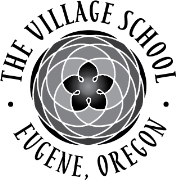 THE VILLAGE SCHOOL
• EUGENE, OREGON •